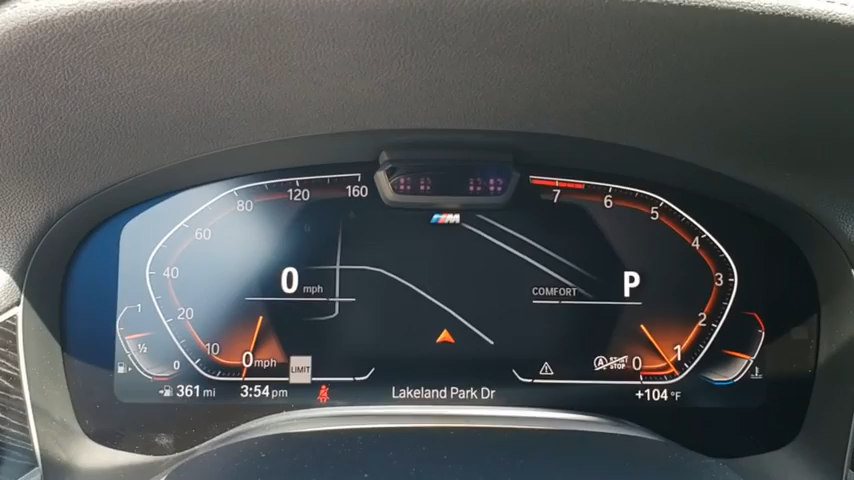 80
120
160
60
40
20
10
0 mph
0 mph
M
7
6
5
4
3
2
1
0
COMFORT
P
1
½
0
LIMIT
A START
STOP
361 mi
3:54 pm
Lakeland Park Dr
+104 °F